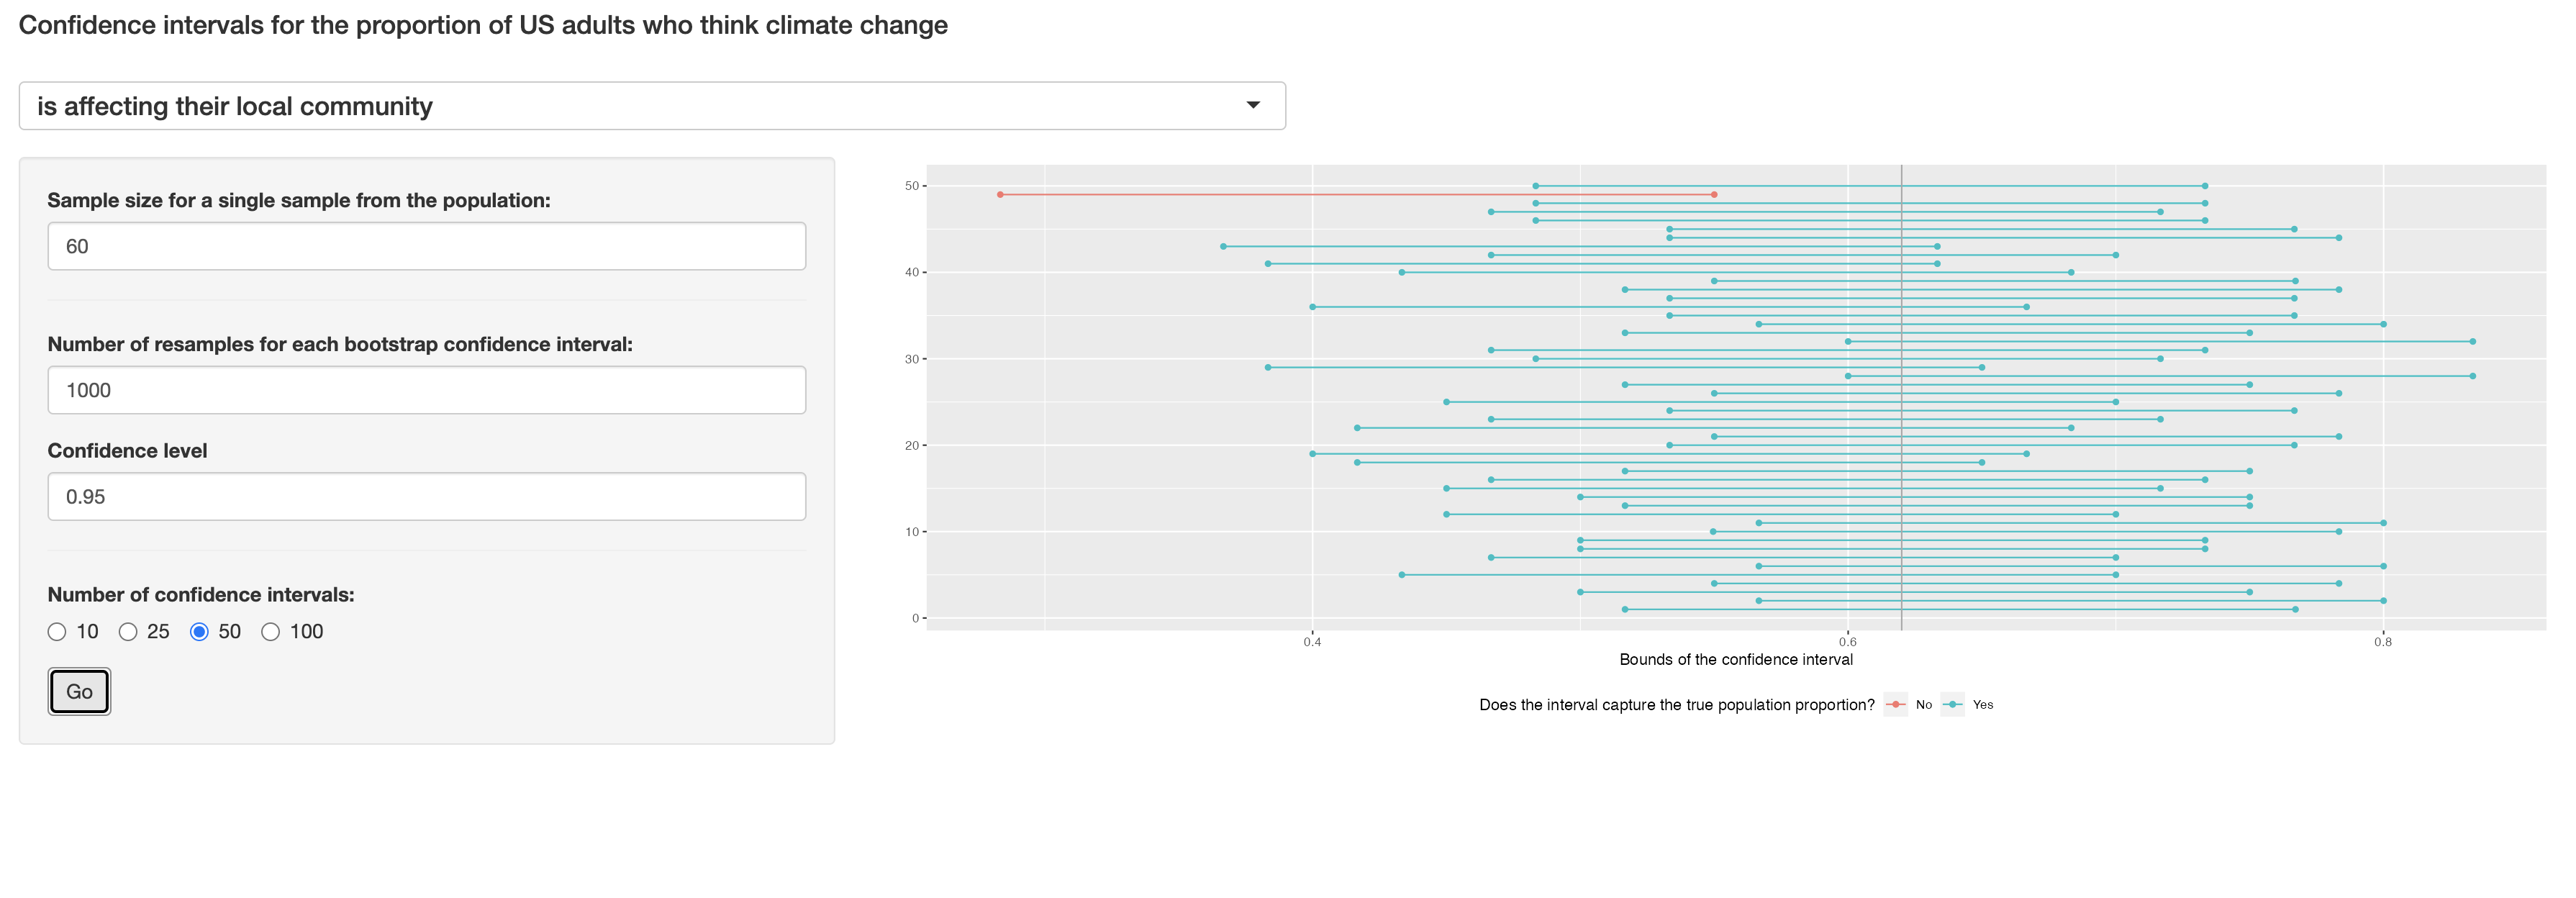 Confidence intervals for the proportion of US adults who think climate change
is affecting their local community
Sample size for a single sample from the population:
60
Number of resamples for each bootstrap confidence interval:
1000
Confidence level
0.95
Number of confidence intervals:
10 25 50 100
Go
50
40
30
20
10
0
0.4 0.6 0.8
Bounds of the confidence interval
Does the interval capture the true population proportion? No Yes